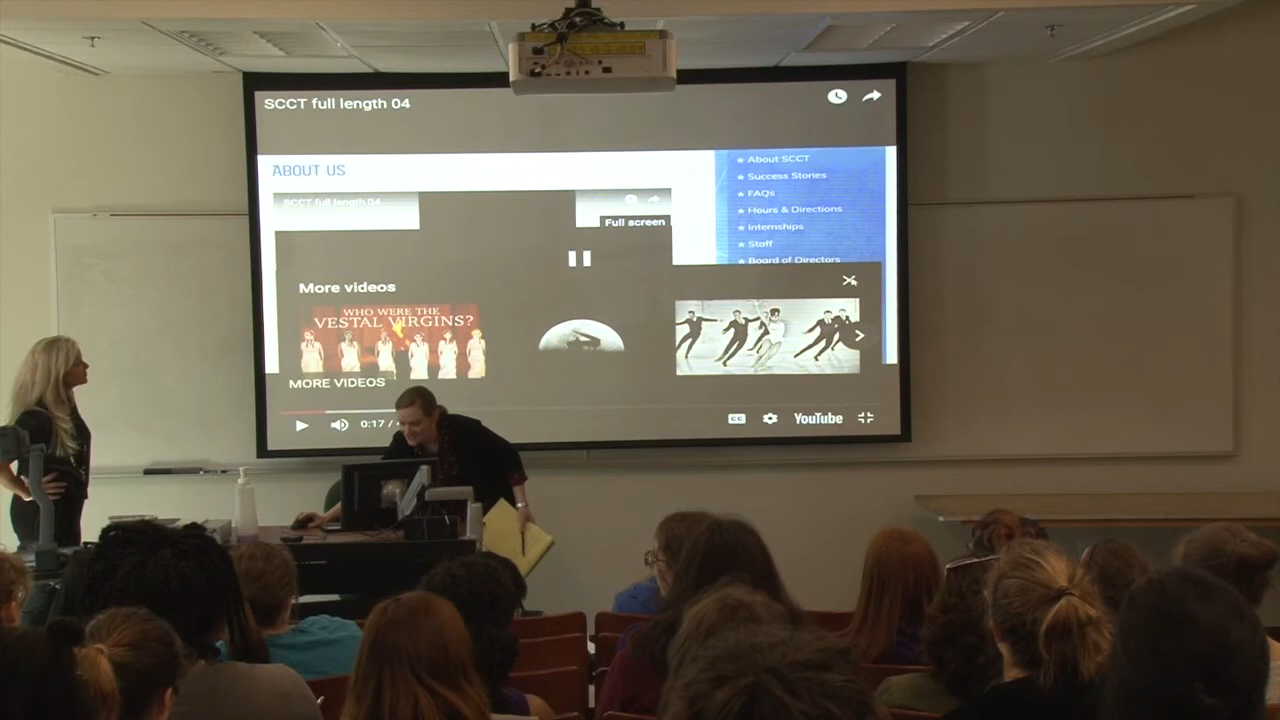 SCCT full length 04
ABOUT US
★ About SCCT
★ Success Stories
★ FAQs
★ Hours & Directions
★ Internships
★ Staff
★ Board of Directors
SCCT full length 04
Full screen
More videos
WHO WERE THE
VESTAL VIRGINS?
MORE VIDEOS
0:17 /
CC
YouTube